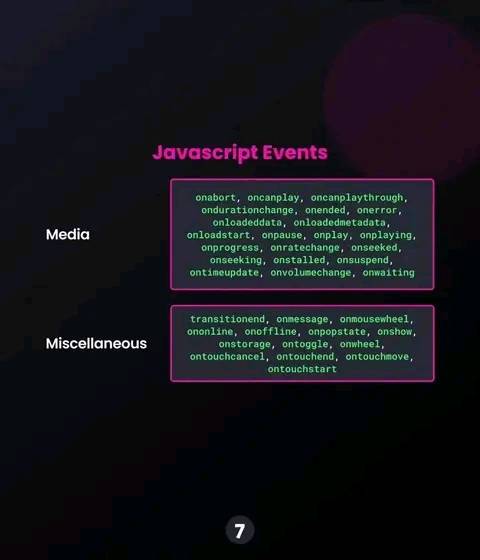 Javascript Events
Media
onabort, oncanplay, oncanplaythrough,
ondurationchange, onended, onerror,
onloadeddata, onloadedmetadata,
onloadstart, onpause, onplay, onplaying,
onprogress, onratechange, onseeked,
onseeking, onstalled, onsuspend,
ontimeupdate, onvolumechange, onwaiting
Miscellaneous
transitionend, onmessage, onmousewheel,
ononline, onoffline, onpopstate, onshow,
onstorage, ontoggle, onwheel,
ontouchcancel, ontouchend, ontouchmove,
ontouchstart
7